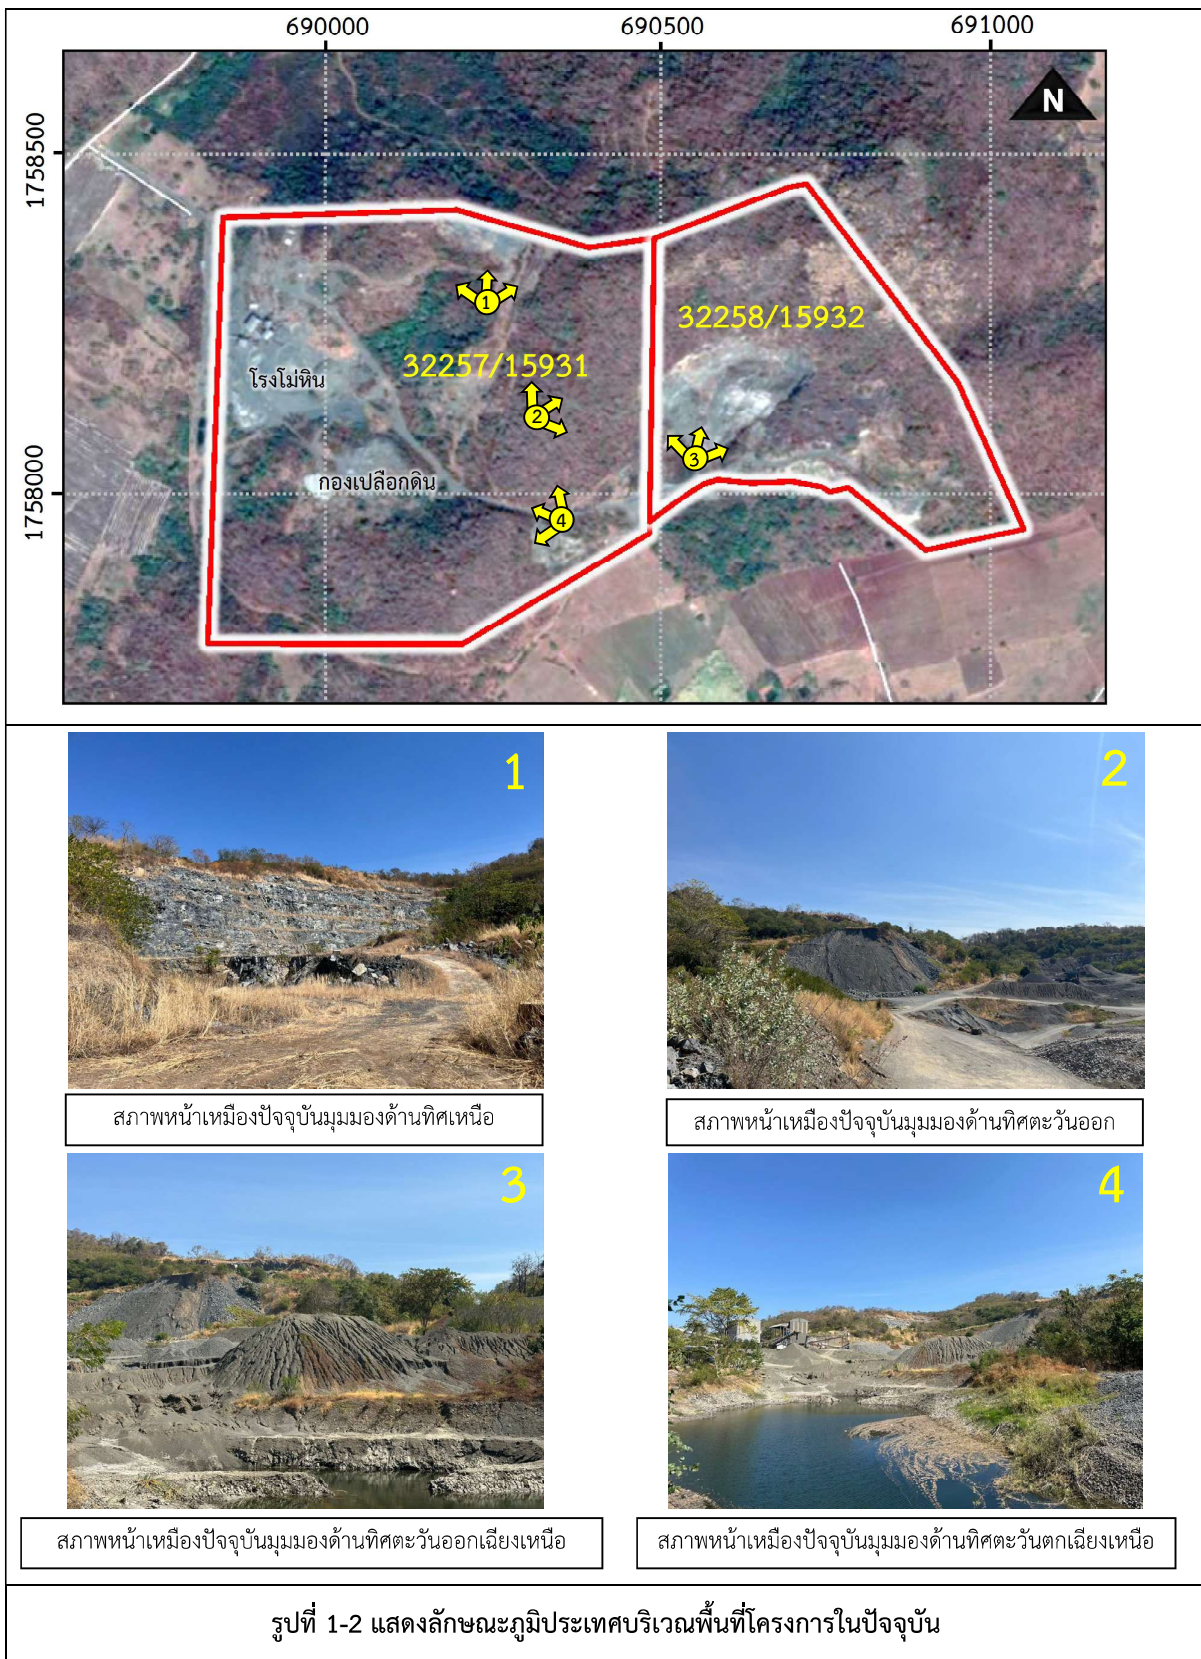 690000 690500 691000
N
1758500
32258/15932
1
32257/15931
โรงโม่หิน
2
3
กองเปลือกดิน
1758000
4
1
2
สภาพหน้าเหมืองปัจจุบันมุมมองด้านทิศเหนือ
สภาพหน้าเหมืองปัจจุบันมุมมองด้านทิศตะวันออก
3
4
สภาพหน้าเหมืองปัจจุบันมุมมองด้านทิศตะวันออกเฉียงเหนือ
สภาพหน้าเหมืองปัจจุบันมุมมองด้านทิศตะวันตกเฉียงเหนือ
รูปที่ 1-2 แสดงลักษณะภูมิประเทศบริเวณพื้นที่โครงการในปัจจุบัน